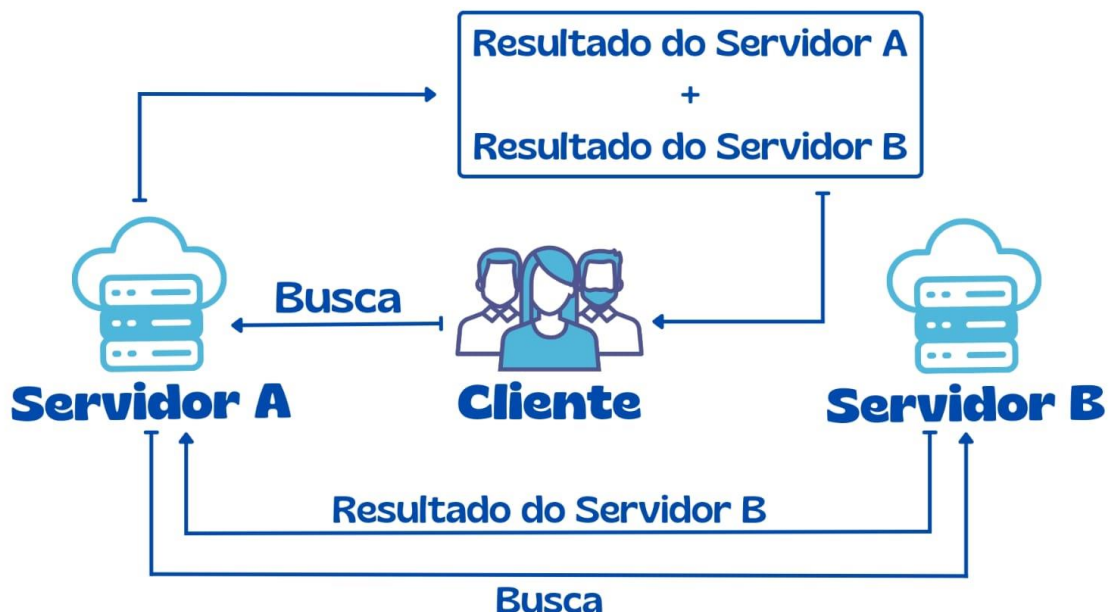 Resultado do Servidor A
+
Resultado do Servidor B
Busca
Servidor A
Cliente
Servidor B
Resultado do Servidor B
Busca